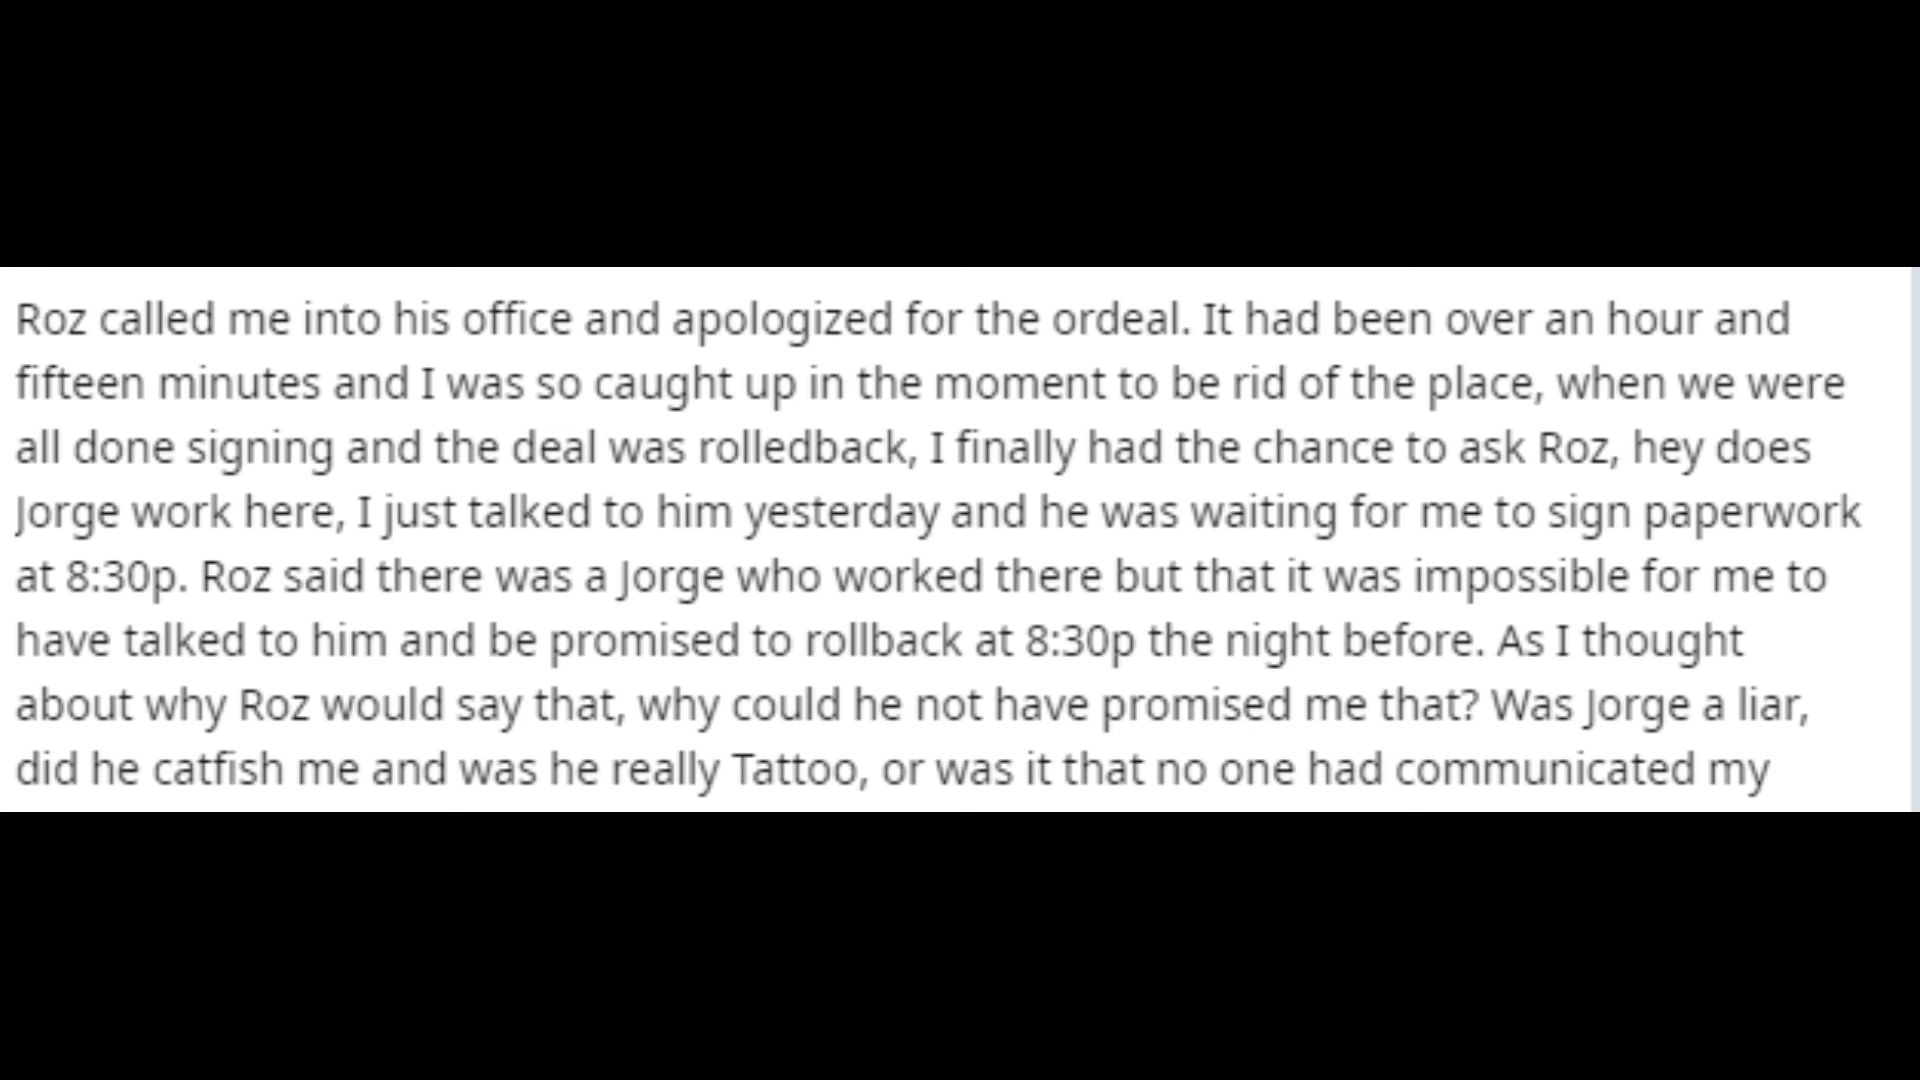 Roz called me into his office and apologized for the ordeal. It had been over an hour and
fifteen minutes and I was so caught up in the moment to be rid of the place, when we were
all done signing and the deal was rolledback, I finally had the chance to ask Roz, hey does
Jorge work here, I just talked to him yesterday and he was waiting for me to sign paperwork
at 8:30p. Roz said there was a Jorge who worked there but that it was impossible for me to
have talked to him and be promised to rollback at 8:30p the night before. As I thought
about why Roz would say that, why could he not have promised me that? Was Jorge a liar,
did he catfish me and was he really Tattoo, or was it that no one had communicated my